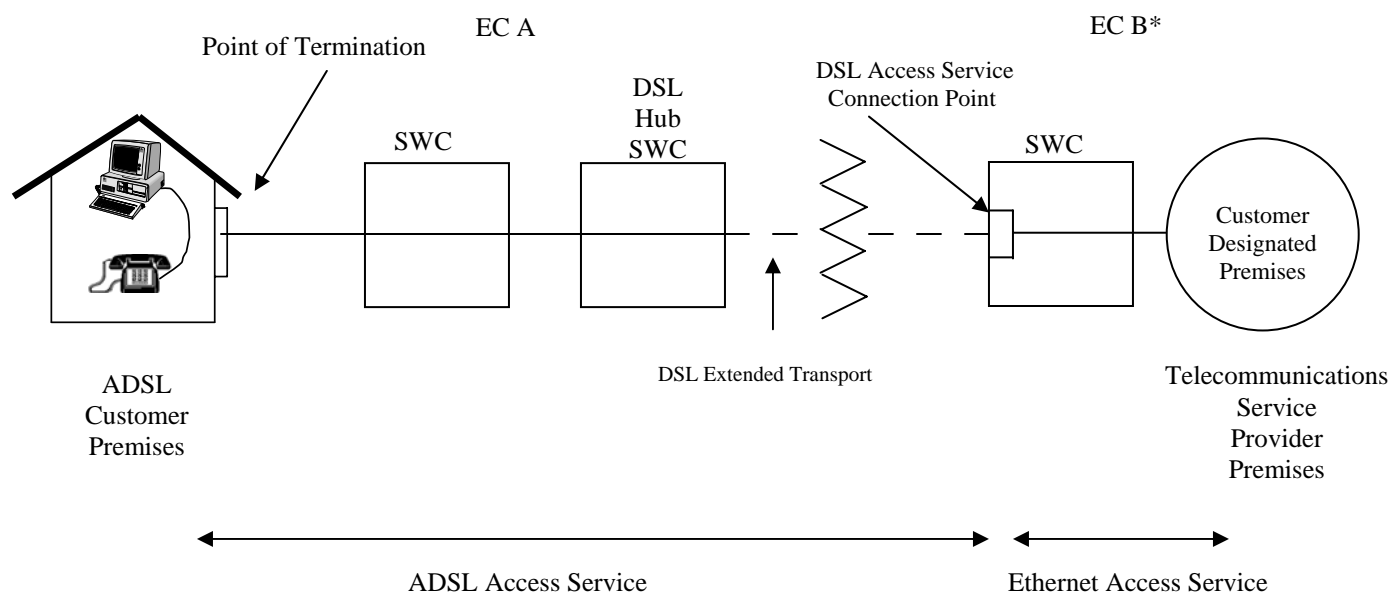 EC A
EC B*
Point of Termination
DSL Access Service
Connection Point
DSL
Hub
SWC
SWC
SWC
Customer
Designated
Premises
DSL Extended Transport
ADSL
Customer
Premises
Telecommunications
Service
Provider
Premises
ADSL Access Service
Ethernet Access Service